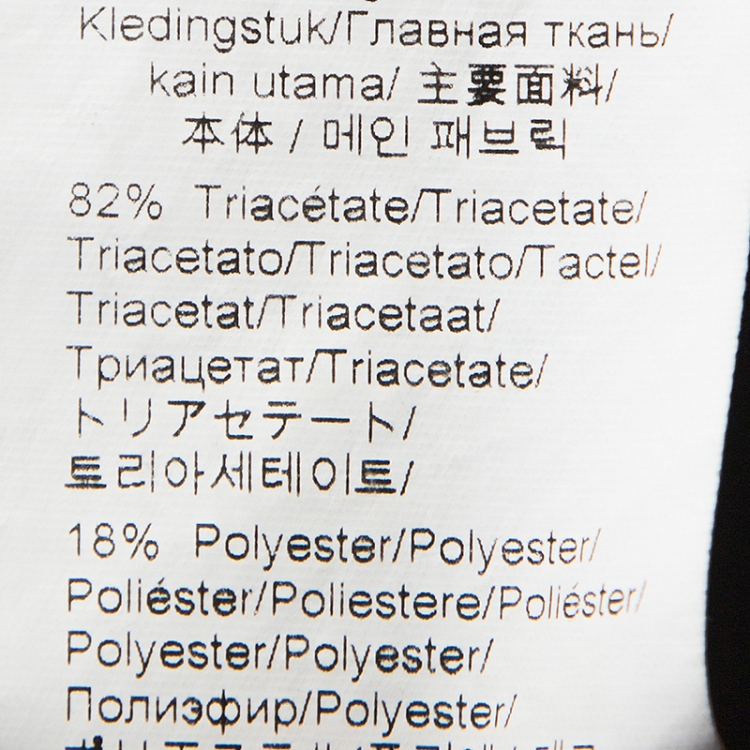 Kledingstuk/Главная ткань/
kain utama/ 主要面料/
本体 / 메인 패브릭
82% Triacétate/Triacetate/
Triacetato/Triacetato/Tactel/
Triacetat/Triacetaat/
Триацетат/Triacetate/
トリアセテート/
트리아세테이트/
18% Polyester/Polyester/
Poliéster/Poliestere/Poliéster/
Polyester/Polyester/
Полиэфир/Polyester/